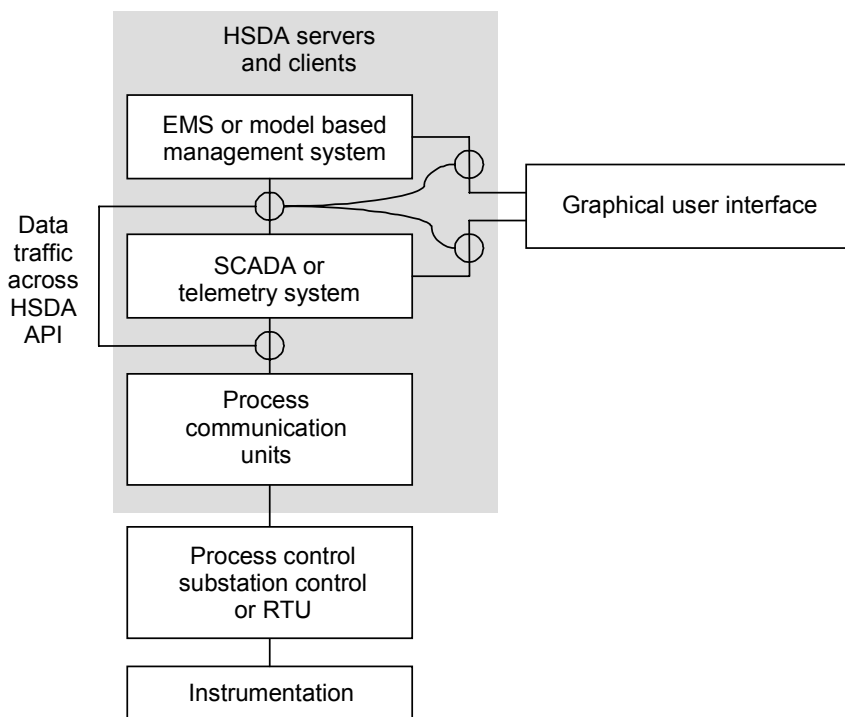 HSDA servers
and clients
EMS or model based
management system
Graphical user interface
Data
traffic
across
HSDA
API
SCADA or
telemetry system
Process
communication
units
Process control
substation control
or RTU
Instrumentation